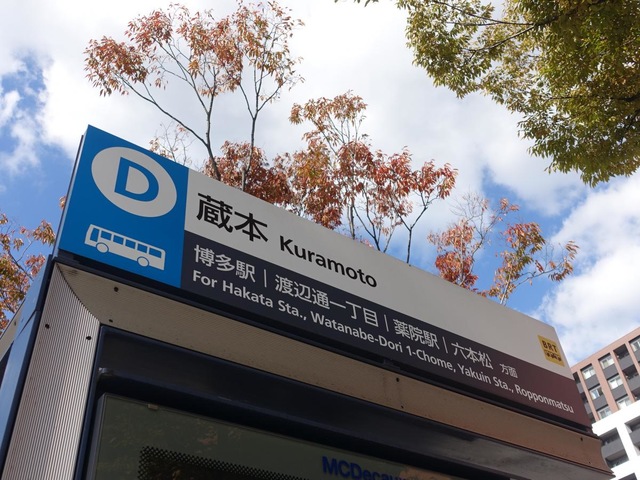 D
蔵本 Kuramoto
博多駅｜渡辺通一丁目｜薬院駅｜六本松 方面
For Hakata Sta., Watanabe-Dori 1-Chome, Yakuin Sta., Ropponmatsu
BRT
MCDecaux